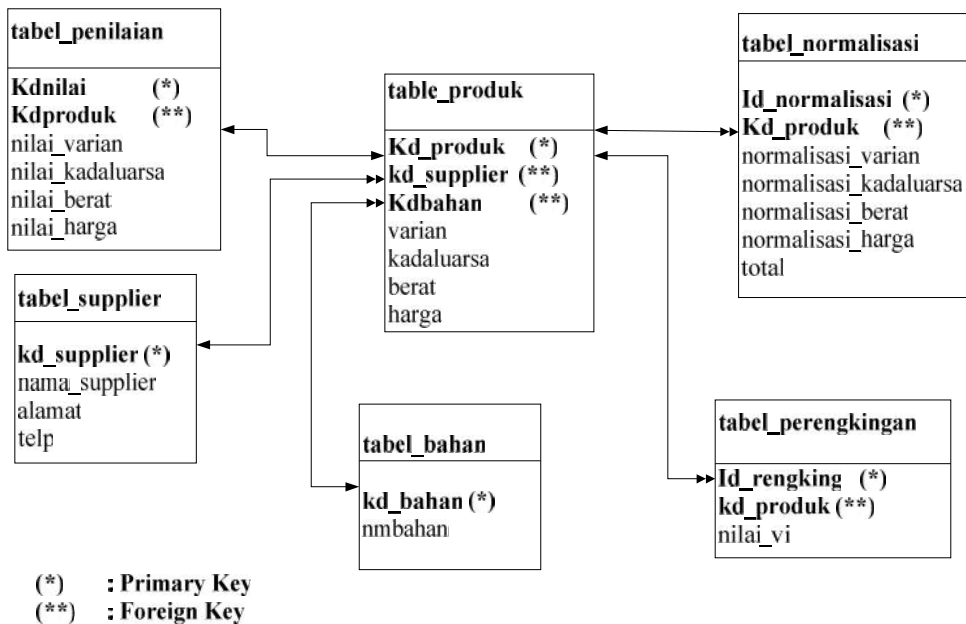 tabel_penilaian
Kdnilai (*)
Kdproduk (**)
nilai_varian
nilai_kadaluarsa
nilai_berat
nilai_harga
tabel_supplier
kd_supplier (*)
nama_supplier
alamat
telp
table_produk
Kd_produk (*)
kd_supplier (**)
Kdbahan (**)
varian
kadaluarsa
berat
harga
tabel_bahan
kd_bahan (*)
nmbahan
tabel_normalisasi
Id_normalisasi (*)
Kd_produk (**)
normalisasi_varian
normalisasi_kadaluarsa
normalisasi_berat
normalisasi_harga
total
tabel_perengkingan
Id_rengking (*)
kd_produk (**)
nilai_vi
(*) : Primary Key
(**) : Foreign Key